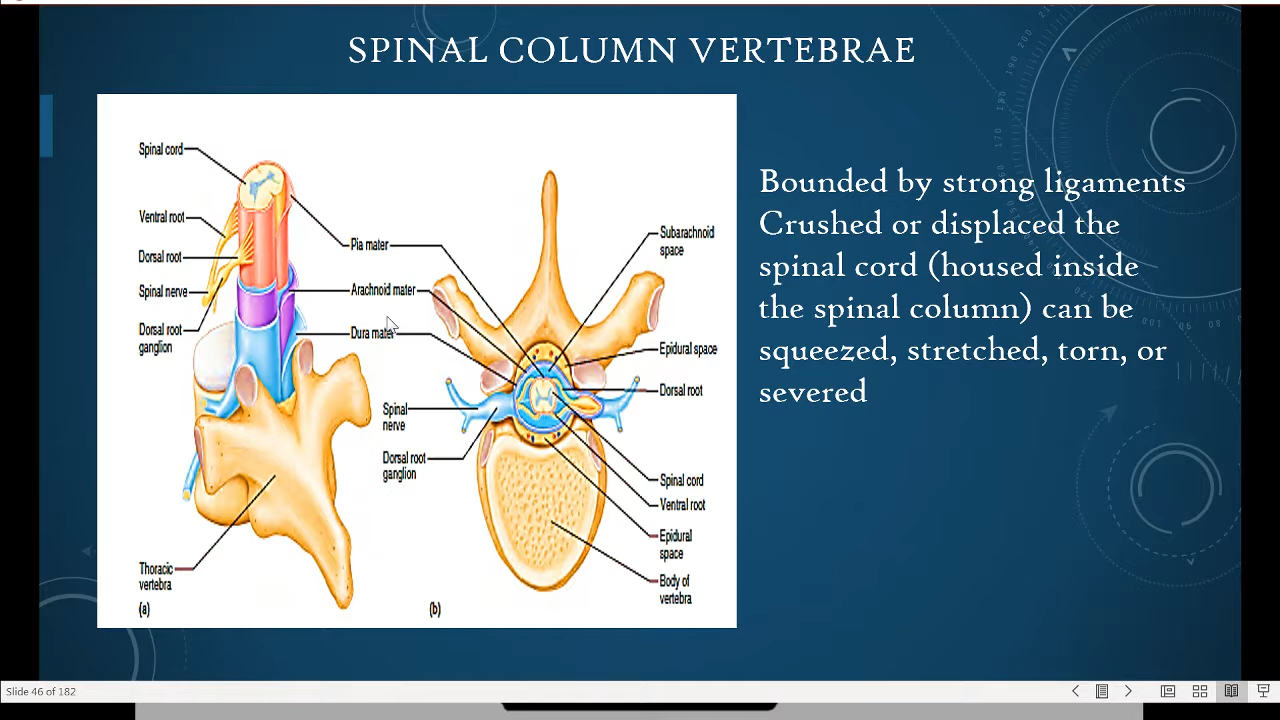 SPINAL COLUMN VERTEBRAE
Spinal cord
Ventral root
Dorsal root
Spinal nerve
Dorsal root
ganglion
Thoracic
vertebra
(a)
Pia mater
Arachnoid mater
Dura mater
Spinal
nerve
Dorsal root
ganglion
(b)
Subarachnoid
space
Epidural space
Dorsal root
Spinal cord
Ventral root
Epidural
space
Body of
vertebra
Bounded by strong ligaments
Crushed or displaced the
spinal cord (housed inside
the spinal column) can be
squeezed, stretched, torn, or
severed
Slide 46 of 182